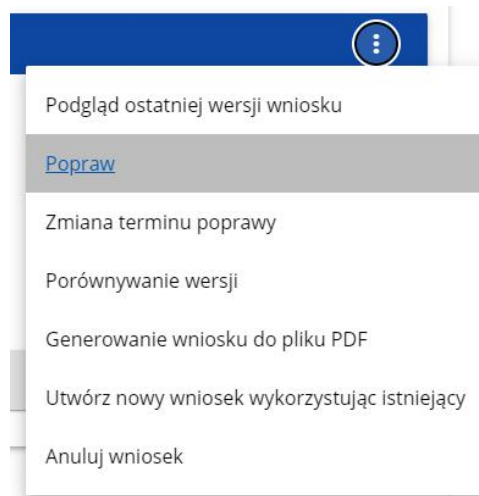 Podgląd ostatniej wersji wniosku
Popraw
Zmiana terminu poprawy
Porównywanie wersji
Generowanie wniosku do pliku PDF
Utwórz nowy wniosek wykorzystując istniejący
Anuluj wniosek